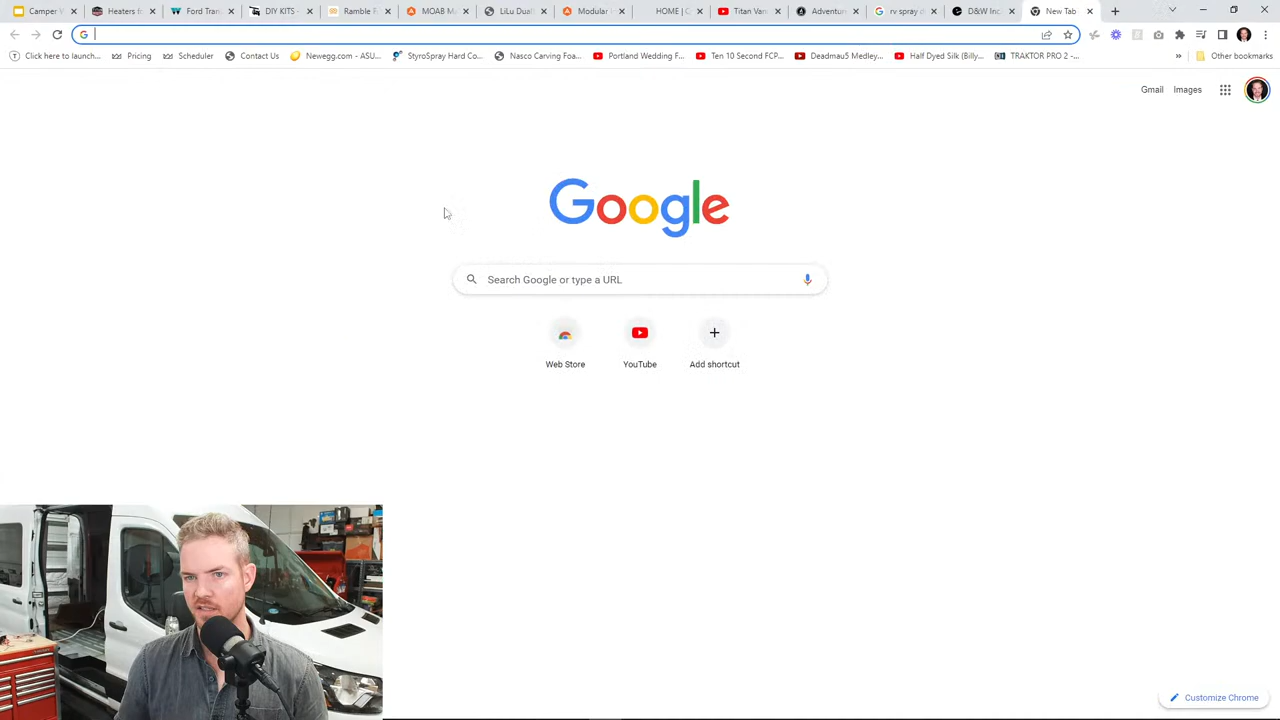 Camper V
Heaters fo
Ford Tran
DIY KITS -
Ramble F
MOAB M
LiLu Dual
Modular
HOME | C
Titan Vans
Adventur
rv spray d
D&W Inc
New Tab
Click here to launch...
Pricing
Scheduler
Contact Us
Newegg.com – ASU...
StyroSpray Hard Co...
Nasco Carving Foa...
Portland Wedding F...
Ten 10 Second FCP...
Deadmau5 Medley...
Half Dyed Silk (Billy...
TRAKTOR PRO 2 -...
»
Other bookmarks
Gmail
Images
Google
Search Google or type a URL
Web Store
YouTube
Add shortcut
Customize Chrome